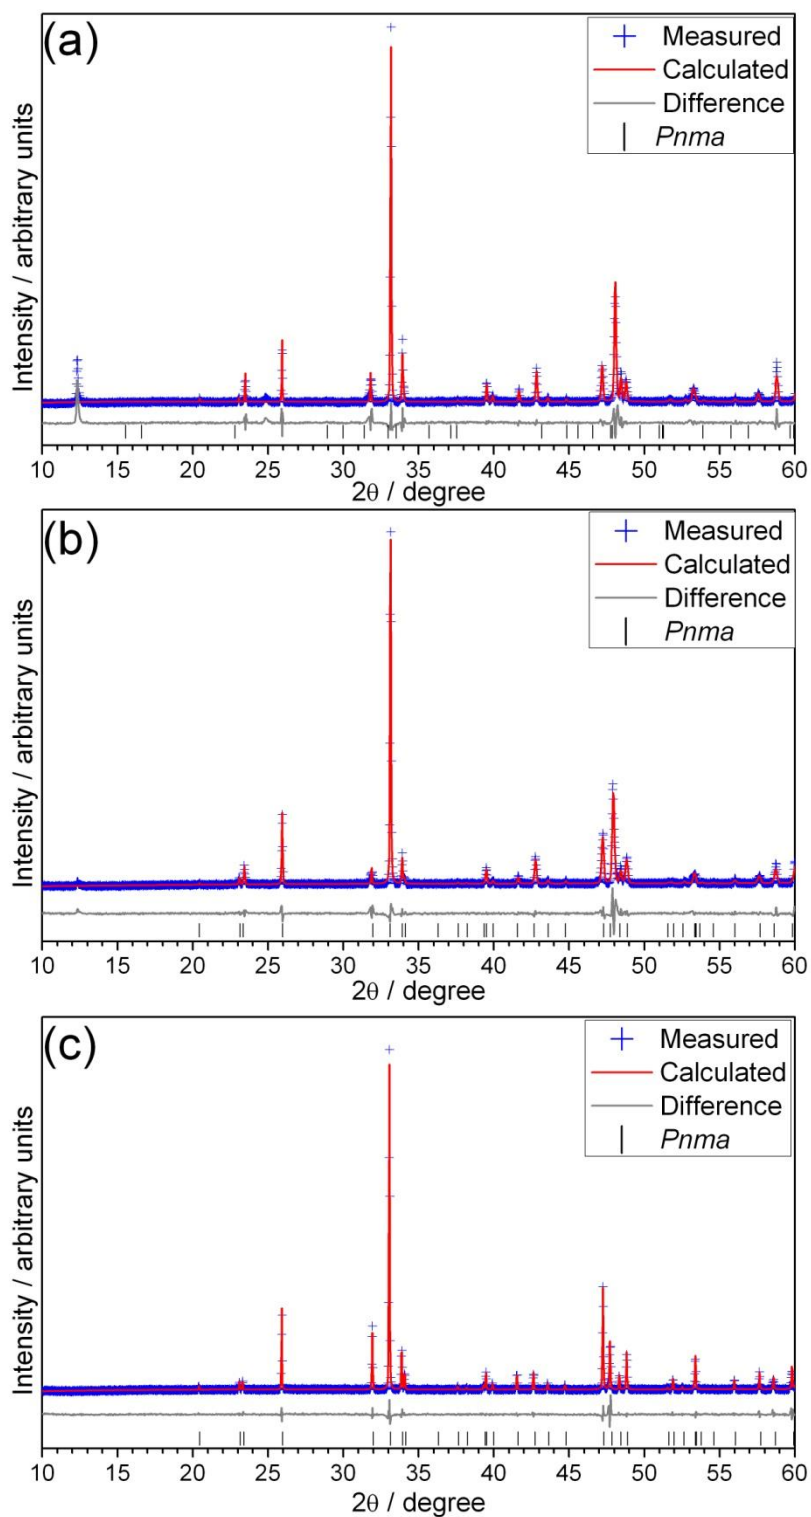 (a)
Measured
Calculated
Difference
Pnma
Intensity / arbitrary units
10 15 20 25 30 35 40 45 50 55 60
2θ / degree
(b)
Measured
Calculated
Difference
Pnma
Intensity / arbitrary units
10 15 20 25 30 35 40 45 50 55 60
2θ / degree
(c)
Measured
Calculated
Difference
Pnma
Intensity / arbitrary units
10 15 20 25 30 35 40 45 50 55 60
2θ / degree